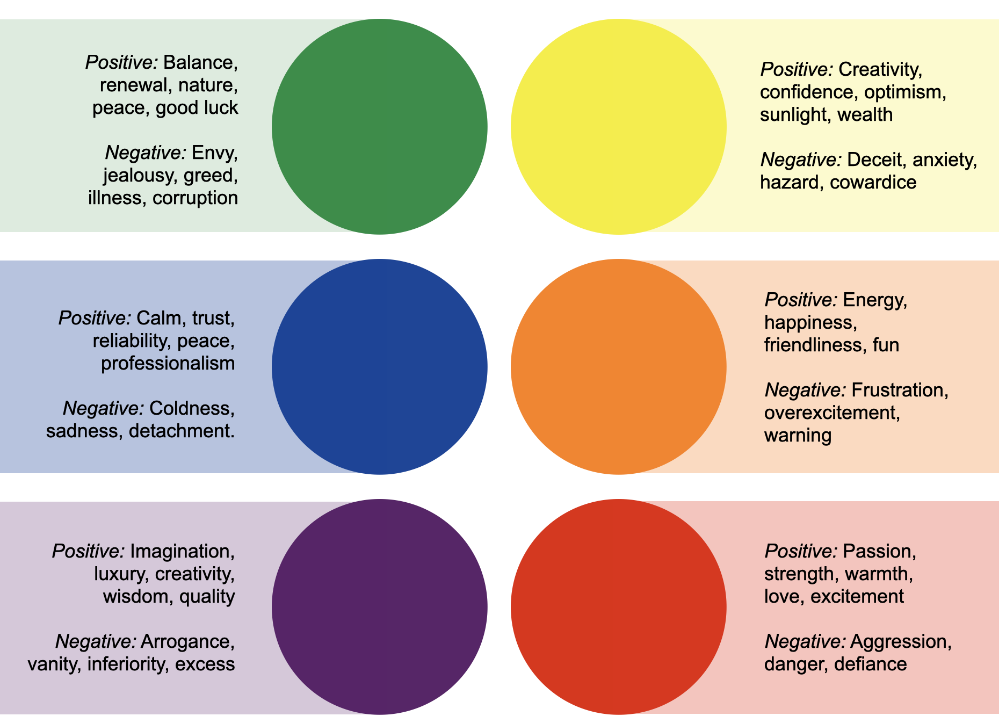 Positive: Balance,
renewal, nature,
peace, good luck
Negative: Envy,
jealousy, greed,
illness, corruption
Positive: Creativity,
confidence, optimism,
sunlight, wealth
Negative: Deceit, anxiety,
hazard, cowardice
Positive: Calm, trust,
reliability, peace,
professionalism
Negative: Coldness,
sadness, detachment.
Positive: Energy,
happiness,
friendliness, fun
Negative: Frustration,
overexcitement,
warning
Positive: Imagination,
luxury, creativity,
wisdom, quality
Negative: Arrogance,
vanity, inferiority, excess
Positive: Passion,
strength, warmth,
love, excitement
Negative: Aggression,
danger, defiance